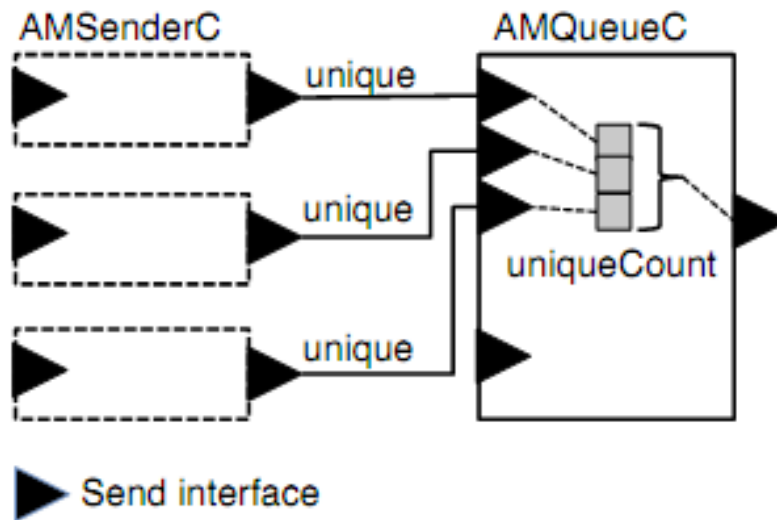 AMSenderC
AMQueueC
unique
unique
uniqueCount
unique
Send interface